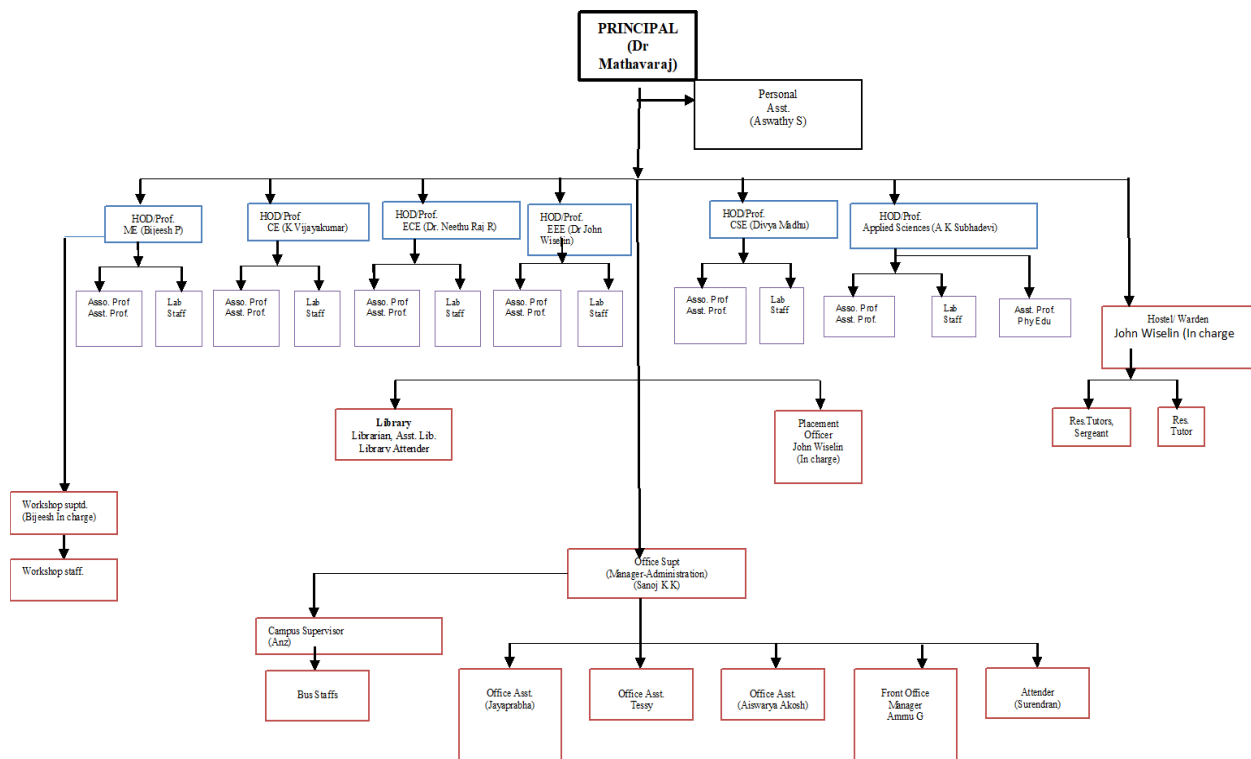 PRINCIPAL
(Dr
Mathavaraj)
Personal
Asst.
(Aswathy S)
HOD/Prof.
ME (Bijeesh P)
HOD/Prof
CE (K Vijayakumar)
HOD/Prof.
ECE (Dr. Neethu Raj R)
HOD/Prof.
EEE (Dr John
Wiselin)
HOD/Prof.
CSE (Divya Madhu)
HOD/Prof.
Applied Sciences (A K Subhadevi)
Asso. Prof
Asst. Prof.
Lab
Staff
Asso. Prof
Asst. Prof.
Lab
Staff
Asso. Prof
Asst. Prof.
Lab
Staff
Asso. Prof
Asst. Prof.
Lab
Staff
Asso. Prof
Asst. Prof.
Lab
Staff
Asso. Prof
Asst. Prof.
Lab
Staff
Asst. Prof.
Phy Edu
Hostel/ Warden
John Wiselin (In charge
Library
Librarian, Asst. Lib.
Library Attender
Placement
Officer
John Wiselin
(In charge)
Res.Tutors,
Sergeant
Res.
Tutor
Workshop suptd.
(Bijeesh In charge)
Workshop staff.
Office Supt
(Manager-Administration)
(Sanoj K K)
Campus Supervisor
(Anz)
Bus Staffs
Office Asst.
(Jayaprabha)
Office Asst.
Tessy
Office Asst.
(Aiswarya Akosh)
Front Office
Manager
Ammu G
Attender
(Surendran)